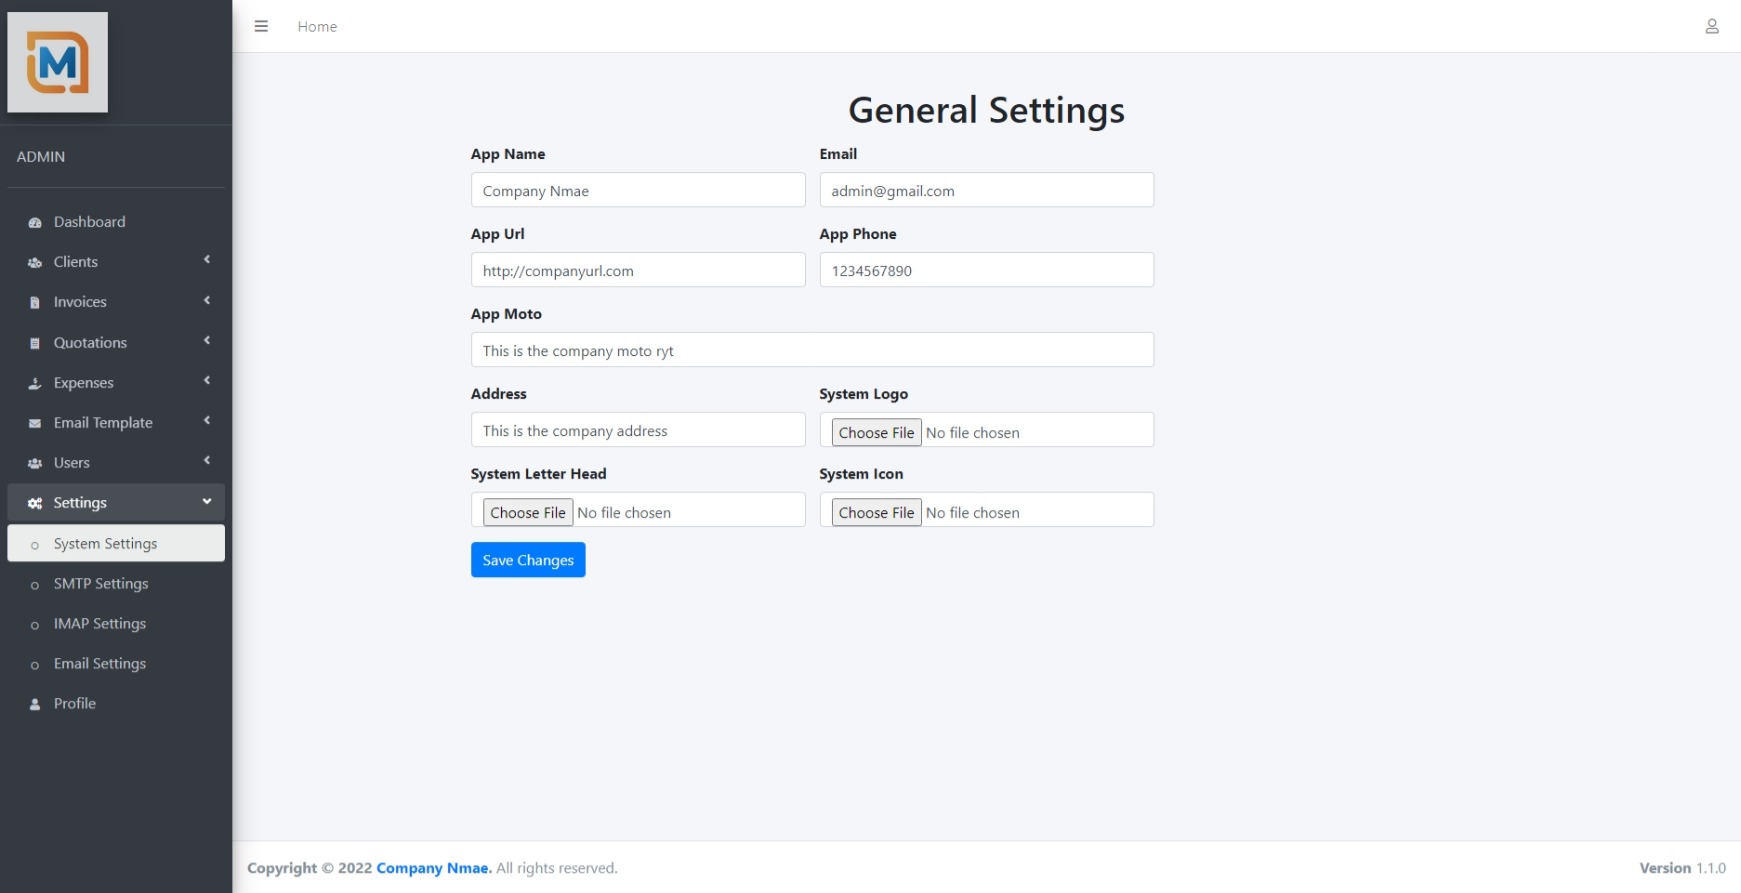 M
Home
ADMIN
Dashboard
Clients
Invoices
Quotations
Expenses
Email Template
Users
Settings
System Settings
SMTP Settings
IMAP Settings
Email Settings
Profile
General Settings
App Name
Email
Company Nmae
admin@gmail.com
App Url
App Phone
http://companyurl.com
1234567890
App Moto
This is the company moto ryt
Address
System Logo
This is the company address
Choose File No file chosen
System Letter Head
System Icon
Choose File No file chosen
Choose File No file chosen
Save Changes
Copyright © 2022 Company Nmae. All rights reserved.
Version 1.1.0